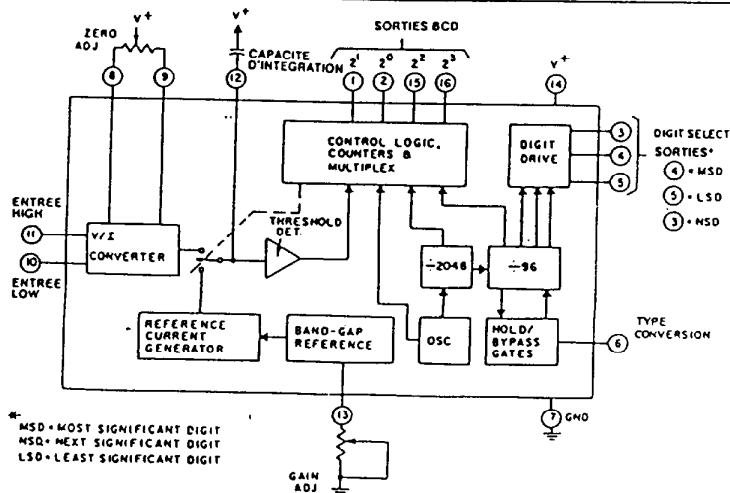 V+
ZERO
ADJ
8
9
V+
CAPACITE
D'INTEGRATION
12
SORTIES BCD
2¹
2⁰
2²
2³
1
2
15
16
V+
14
CONTROL LOGIC,
COUNTERS &
MULTIPLEX
DIGIT
DRIVE
3
4
5
DIGIT SELECT
SORTIES*
4 = MSD
5 = LSD
3 = NSD
ENTREE
HIGH
11
10
ENTREE
LOW
V/I
CONVERTER
THRESHOLD
DET.
÷2048
÷96
REFERENCE
CURRENT
GENERATOR
BAND-GAP
REFERENCE
OSC
HOLD/
BYPASS
GATES
6
TYPE
CONVERSION
13
7
GND
GAIN
ADJ
*
MSD = MOST SIGNIFICANT DIGIT
NSD = NEXT SIGNIFICANT DIGIT
LSD = LEAST SIGNIFICANT DIGIT